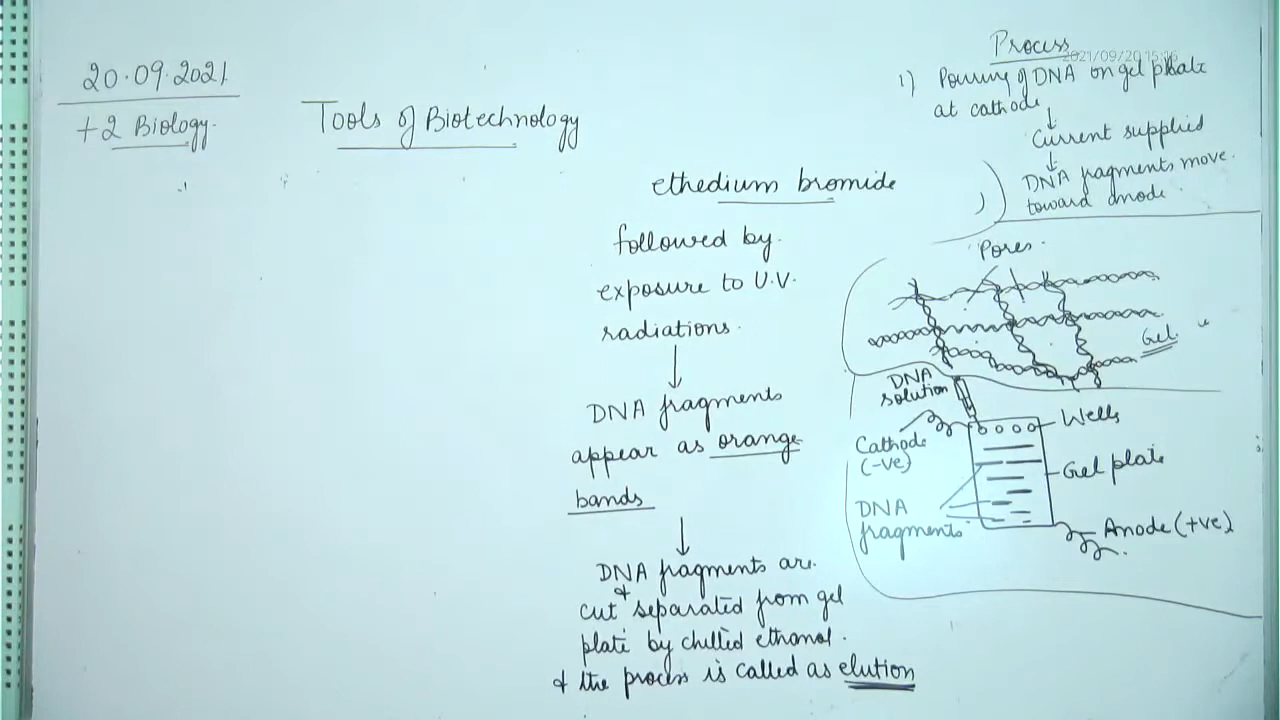 20.09.2021
+2 Biology.
Tools of Biotechnology
ethedium bromide
followed by
exposure to U.V.
radiations.
DNA fragments
appear as orange
bands
DNA fragments are
cut & separated from gel
plate by chilled ethanol.
& the process is called as elution
Process
2021/09/20 15:16
1) Pouring of DNA on gel plate
at cathode
Current supplied
DNA fragments move
toward anode.
Pores.
Gel.
DNA
solution
Wells
Cathode
(-ve)
Gel plate
DNA
fragments
Anode (+ve)